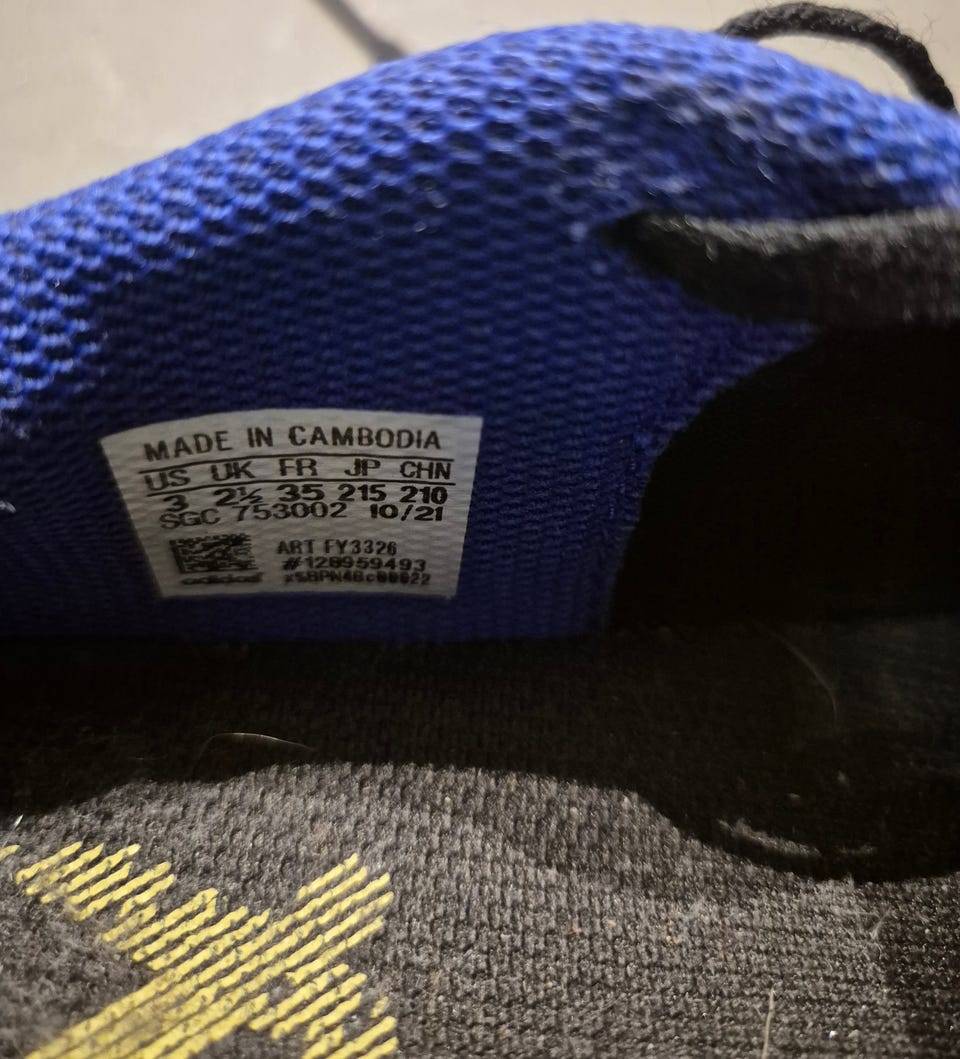 MADE IN CAMBODIA
US UK FR JP CHN
3 2½ 35 215 210
SGC 753002 10/21
ART FY3326
#128959493
adidas